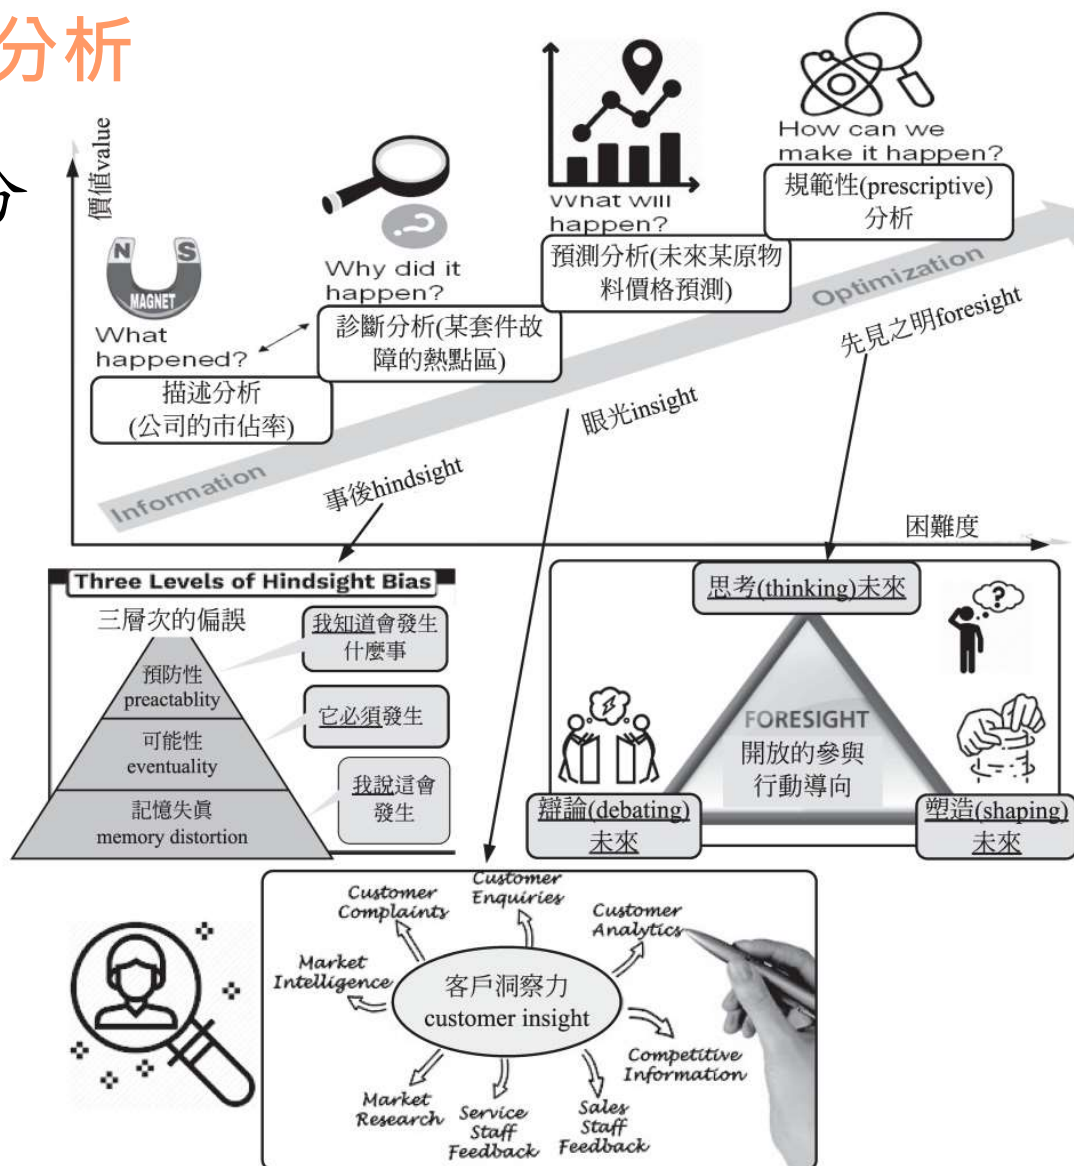 分析
分
價值value
How can we
make it happen?
規範性(prescriptive)
分析
What will
happen?
預測分析(未來某原物
料價格預測)
Why did it
happen?
診斷分析(某套件故
障的熱點區)
N S
MAGNET
What
happened?
描述分析
(公司的市佔率)
Information
Optimization
事後hindsight
眼光insight
先見之明foresight
困難度
Three Levels of Hindsight Bias
三層次的偏誤
預防性
preactablity
可能性
eventuality
記憶失眞
memory distortion
我知道會發生
什麼事
它必須發生
我說這會
發生
思考(thinking)未來
FORESIGHT
開放的參與
行動導向
辯論(debating)
未來
塑造(shaping)
未來
客戶洞察力
customer insight
Customer
Complaints
Customer
Enquiries
Customer
Analytics
Market
Intelligence
Competitive
Information
Market
Research
Service
Staff
Feedback
Sales
Staff
Feedback